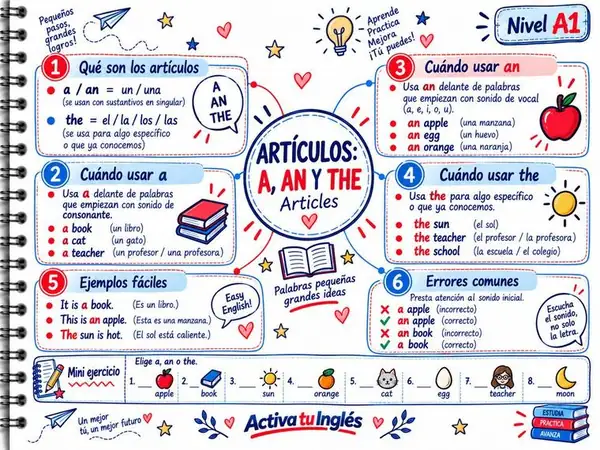 Pequeños
pasos,
grandes
logros!
Aprende
Practica
Mejora
¡Tú puedes!
Nivel A1
ARTÍCULOS:
A, AN Y THE
Articles
Palabras pequeñas
grandes ideas
1 Qué son los artículos
a / an = un / una
(se usan con sustantivos en singular)
the = el / la / los / las
(se usa para algo específico
o que ya conocemos)
A
AN
THE
2 Cuándo usar a
Usa a delante de palabras
que empiezan con sonido de
consonante.
a book (un libro)
a cat (un gato)
a teacher (un profesor / una profesora)
3 Cuándo usar an
Usa an delante de palabras
que empiezan con sonido de vocal
(a, e, i, o, u).
an apple (una manzana)
an egg (un huevo)
an orange (una naranja)
4 Cuándo usar the
Usa the para algo específico
o que ya conocemos.
the sun (el sol)
the teacher (el profesor / la profesora)
the school (la escuela / el colegio)
5 Ejemplos fáciles
It is a book. (Es un libro.)
This is an apple. (Esta es una manzana.)
The sun is hot. (El sol está caliente.)
Easy
English!
6 Errores comunes
Presta atención al sonido inicial.
a apple (incorrecto)
an apple (correcto)
an book (incorrecto)
a book (correcto)
Escucha
el sonido,
no solo
la letra.
Mini ejercicio
Elige a, an o the.
1. ___ apple
2. ___ book
3. ___ sun
4. ___ orange
5. ___ cat
6. ___ egg
7. ___ teacher
8. ___ moon
Un mejor
tú, un mejor futuro
Activa tu Inglés
ESTUDIA
PRACTICA
AVANZA